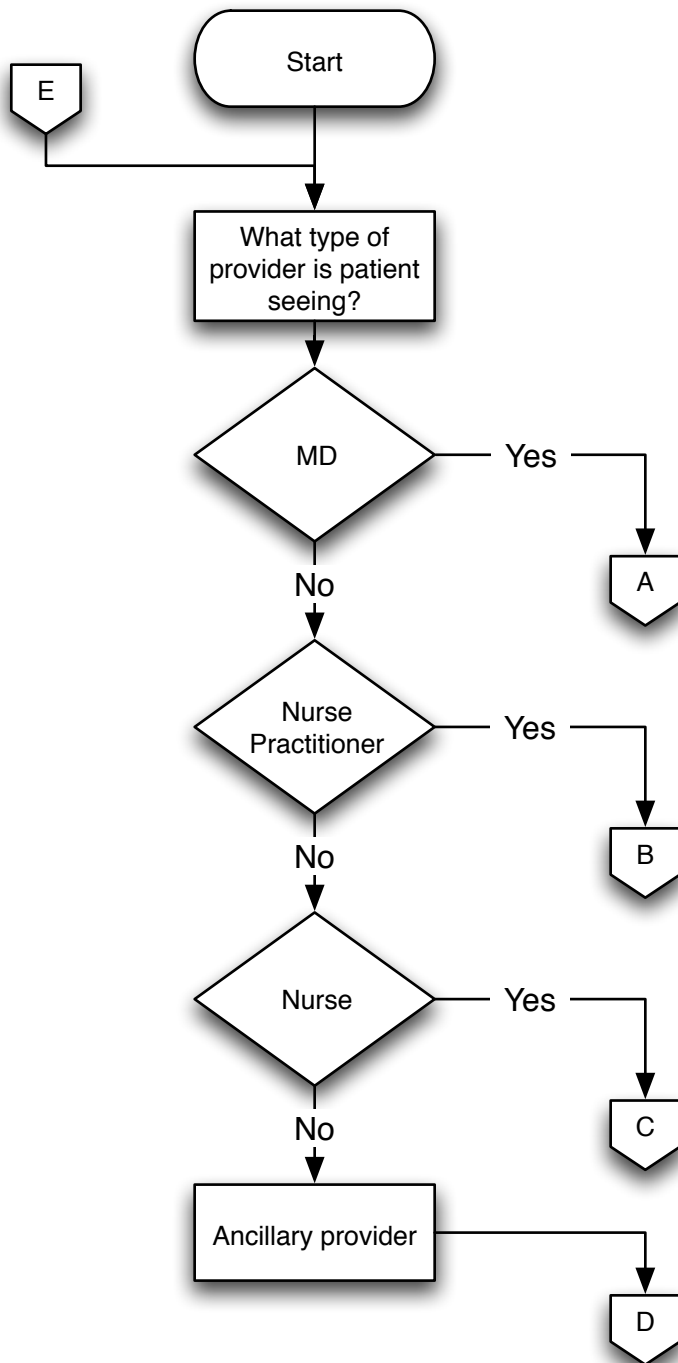 Start
E
What type of
provider is patient
seeing?
MD
Yes
A
No
Nurse
Practitioner
Yes
B
No
Nurse
Yes
C
No
Ancillary provider
D